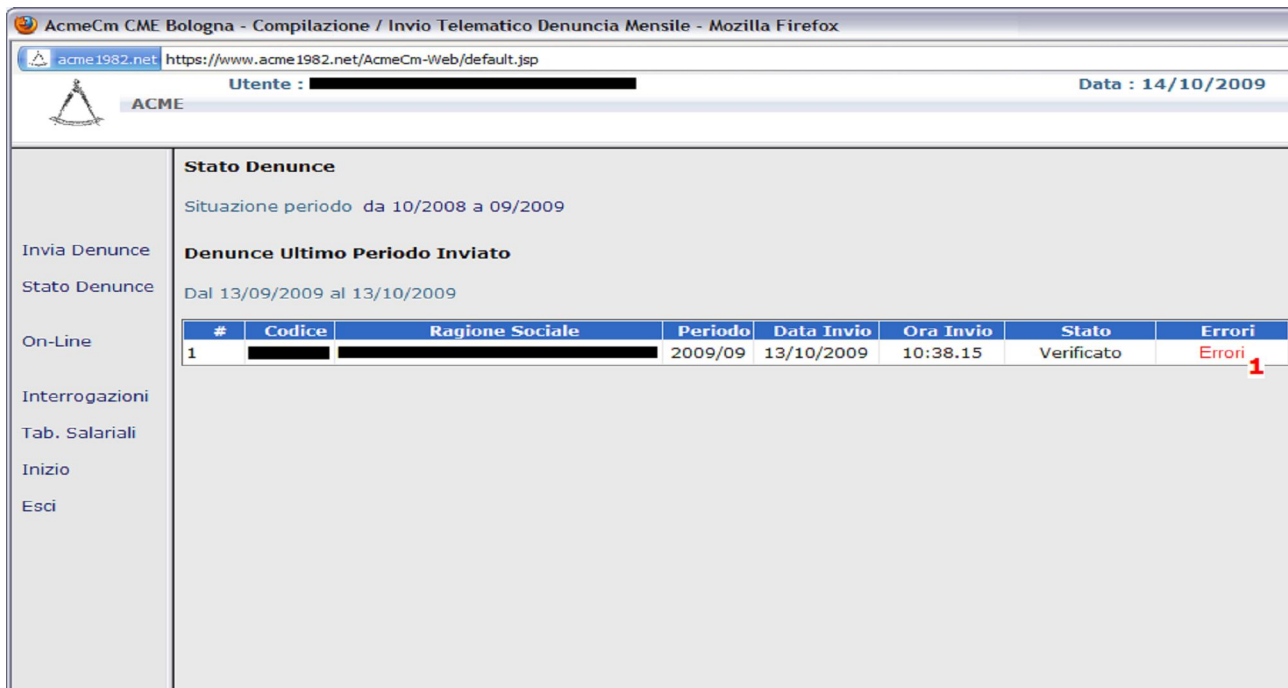 AcmeCm CME Bologna - Compilazione / Invio Telematico Denuncia Mensile - Mozilla Firefox
acme1982.net https://www.acme1982.net/AcmeCm-Web/default.jsp
Utente : Data : 14/10/2009
ACME
Stato Denunce
Situazione periodo da 10/2008 a 09/2009
Invia Denunce
Denunce Ultimo Periodo Inviato
Stato Denunce
Dal 13/09/2009 al 13/10/2009
# Codice Ragione Sociale Periodo Data Invio Ora Invio Stato Errori
On-Line
1 2009/09 13/10/2009 10:38.15 Verificato Errori 1
Interrogazioni
Tab. Salariali
Inizio
Esci